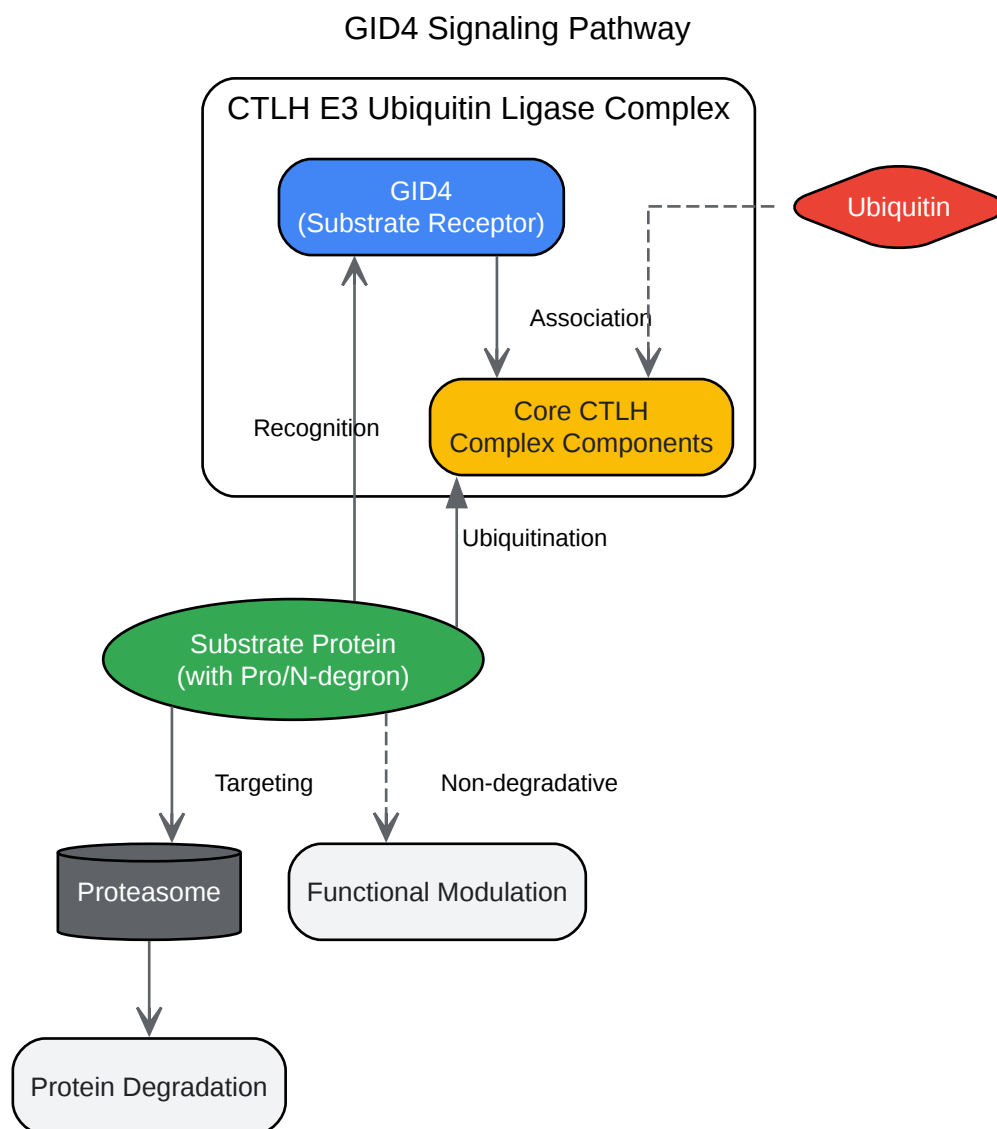 GID4 Signaling Pathway
CTLH E3 Ubiquitin Ligase Complex
GID4
(Substrate Receptor)
Ubiquitin
Association
Core CTLH
Complex Components
Recognition
Ubiquitination
Substrate Protein
(with Pro/N-degron)
Targeting
Non-degradative
Proteasome
Functional Modulation
Protein Degradation